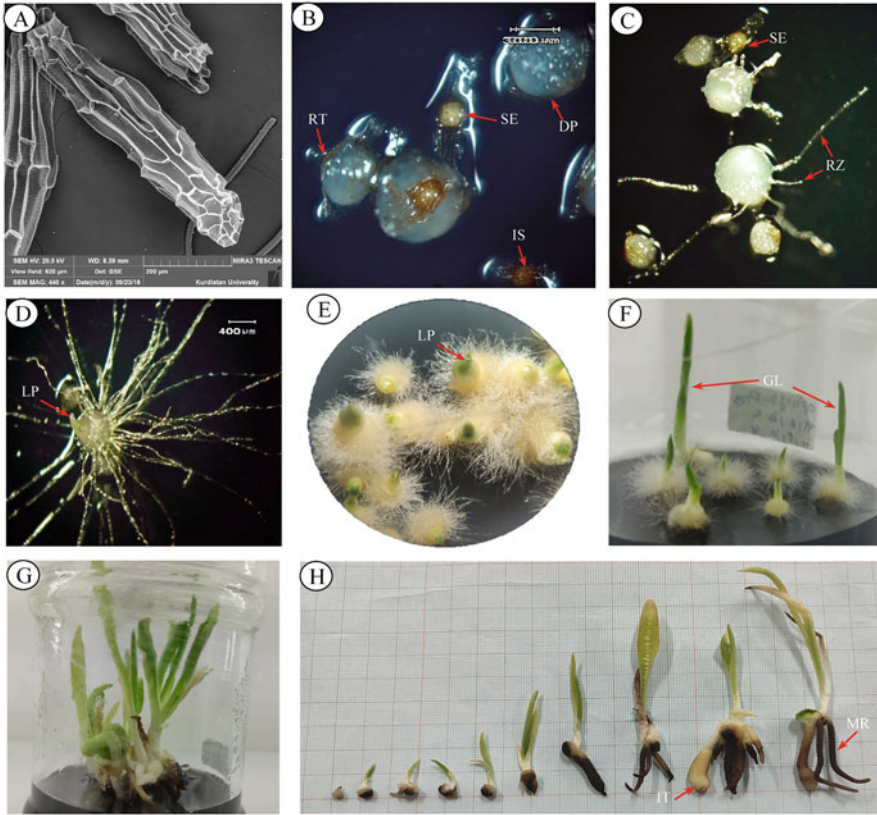 A
SEM HV: 20.0 kV
WD: 8.39 mm
MIRA3 TESCAN
View field: 620 µm
Det: BSE
200 µm
SEM MAG: 440 x
Date(m/d/y): 09/23/18
Kurdistan University
B
RT
SE
DP
IS
C
SE
RZ
D
400 µm
LP
E
LP
F
GL
G
H
IT
MR